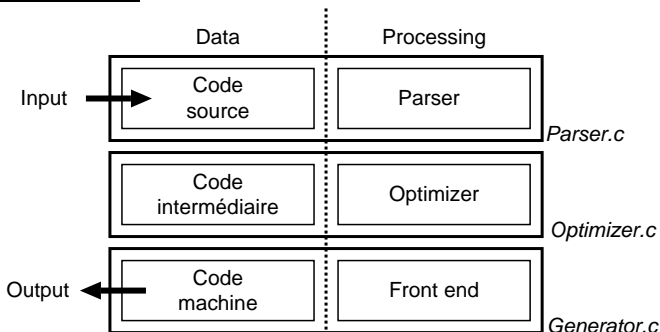 Data Processing
Input
Code
source
Parser
Parser.c
Code
intermédiaire
Optimizer
Optimizer.c
Output
Code
machine
Front end
Generator.c